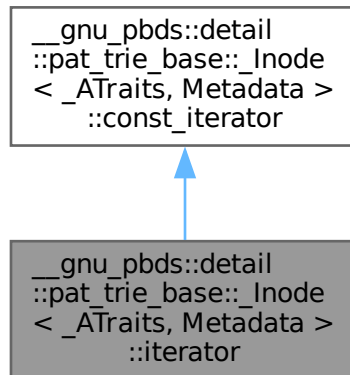 __gnu_pbds::detail
::pat_trie_base::_Inode
< _ATraits, Metadata >
::const_iterator
__gnu_pbds::detail
::pat_trie_base::_Inode
< _ATraits, Metadata >
::iterator